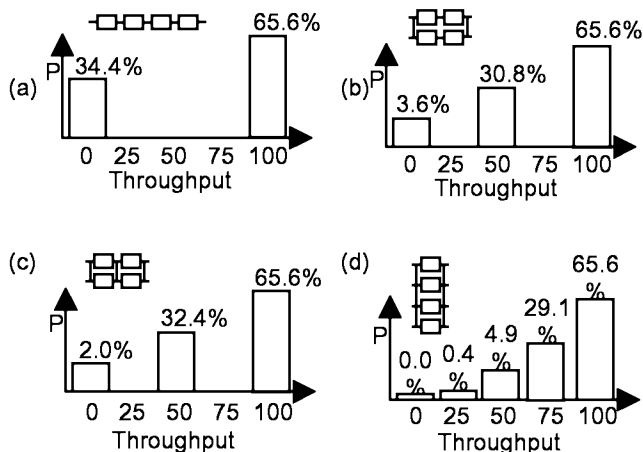 (a)
P
34.4%
65.6%
0 25 50 75 100
Throughput
(b)
P
3.6%
30.8%
65.6%
0 25 50 75 100
Throughput
(c)
P
2.0%
32.4%
65.6%
0 25 50 75 100
Throughput
(d)
P
0.0
%
0.4
%
4.9
%
29.1
%
65.6
%
0 25 50 75 100
Throughput